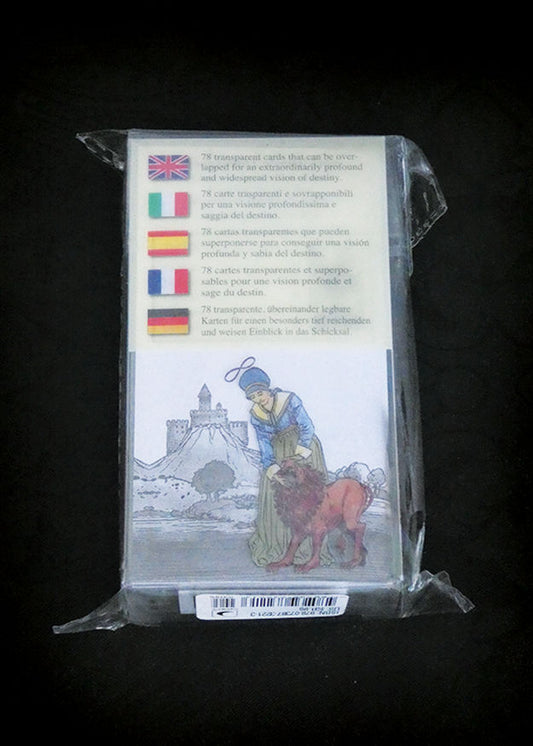 78 transparent cards that can be over-
lapped for an extraordinarily profound
and widespread vision of destiny.
78 carte trasparenti e sovrapponibili
per una visione profondissima e
saggia del destino.
78 cartas transparentes que pueden
superponerse para conseguir una visión
profunda y sabia del destino.
78 cartes transparentes et superpo-
sables pour une vision profonde et
sage du destin.
78 transparente, übereinander legbare
Karten für einen besonders tief reichenden
und weisen Einblick in das Schicksal.